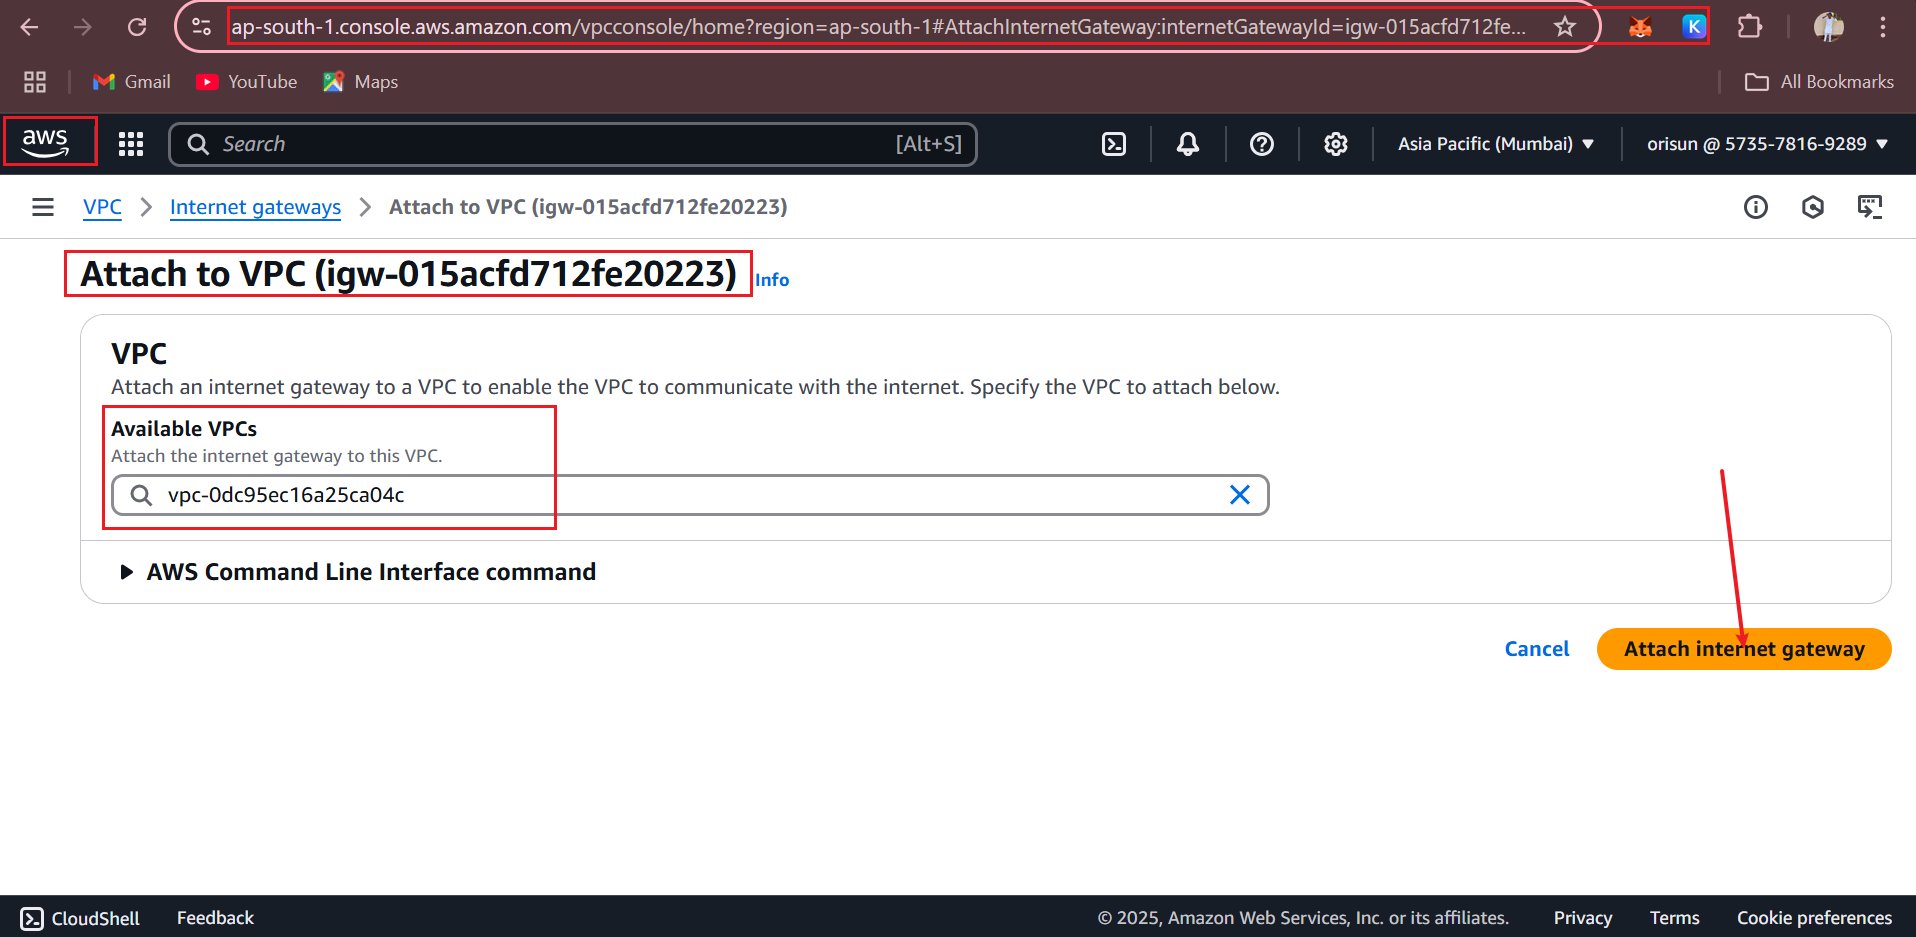 ap-south-1.console.aws.amazon.com/vpcconsole/home?region=ap-south-1#AttachInternetGateway:internetGatewayId=igw-015acfd712fe...
K
Gmail YouTube Maps All Bookmarks
aws Search [Alt+S] Asia Pacific (Mumbai) orisun @ 5735-7816-9289
VPC Internet gateways Attach to VPC (igw-015acfd712fe20223)
Attach to VPC (igw-015acfd712fe20223) Info
VPC
Attach an internet gateway to a VPC to enable the VPC to communicate with the internet. Specify the VPC to attach below.
Available VPCs
Attach the internet gateway to this VPC.
vpc-0dc95ec16a25ca04c
AWS Command Line Interface command
Cancel Attach internet gateway
CloudShell Feedback © 2025, Amazon Web Services, Inc. or its affiliates. Privacy Terms Cookie preferences